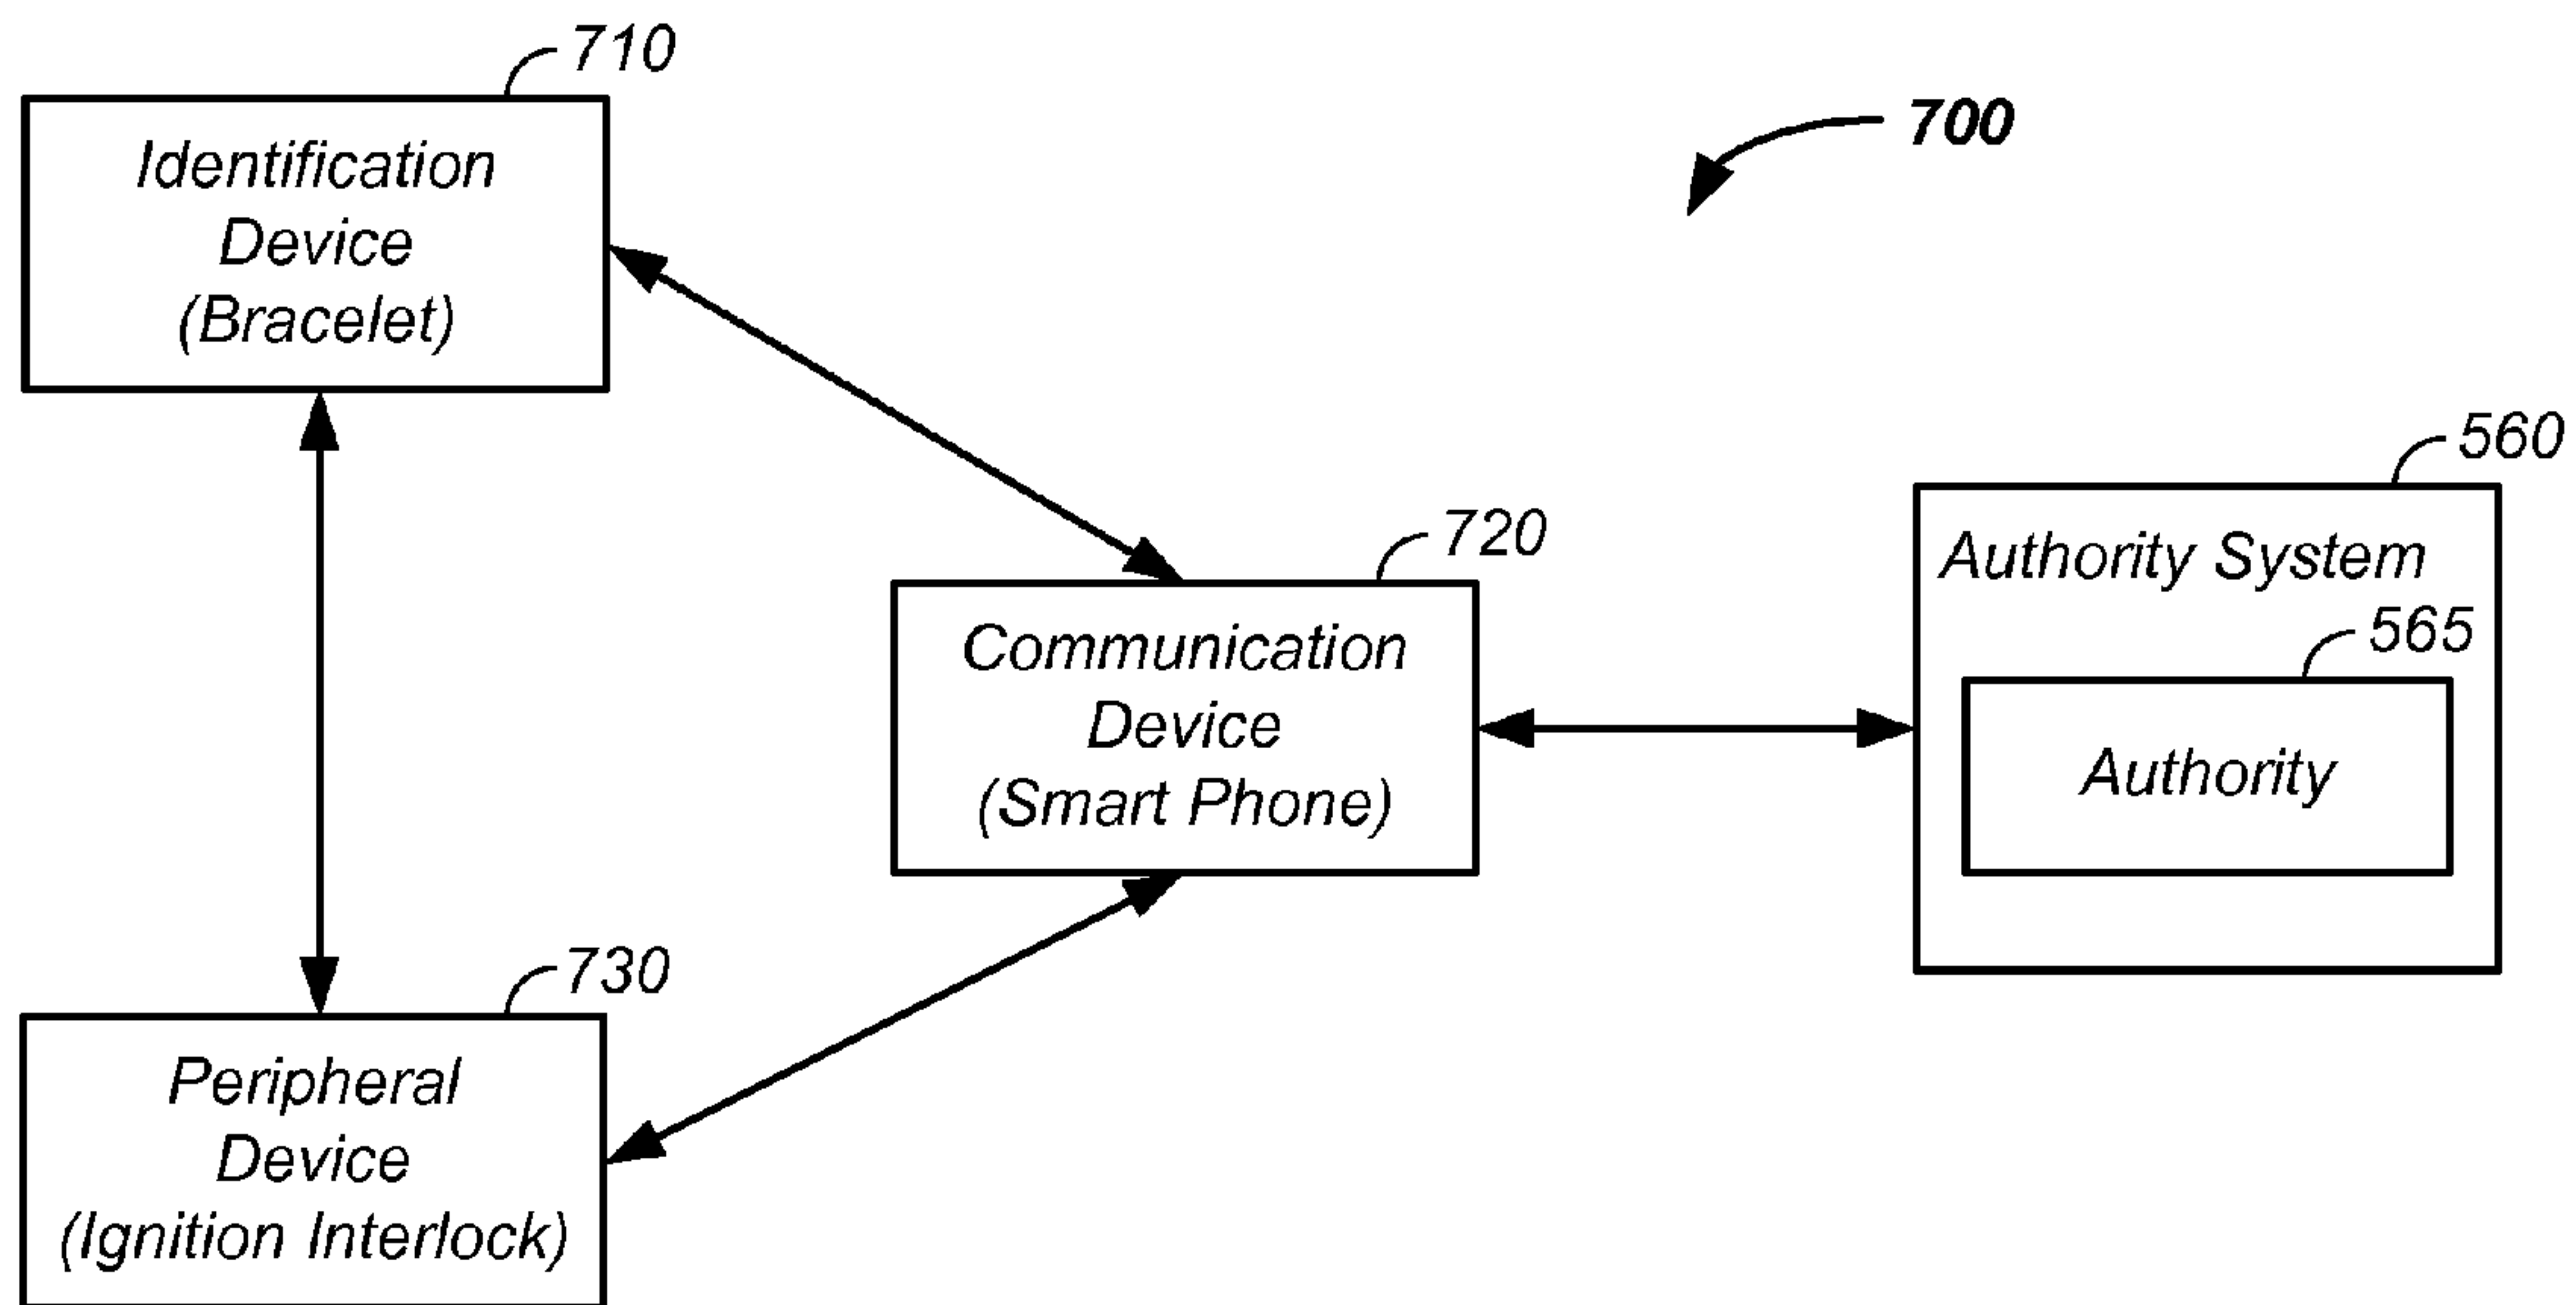 710
Identification
Device
(Bracelet)
700
560
Authority System
565
Authority
720
Communication
Device
(Smart Phone)
730
Peripheral
Device
(Ignition Interlock)